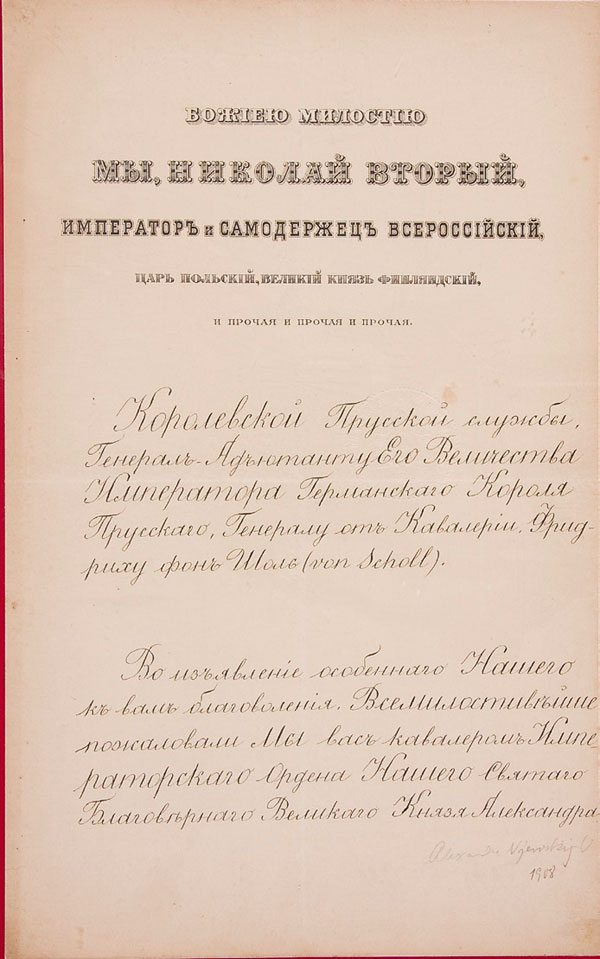 БОЖІЕЮ МИЛОСТІЮ
МЫ, НИКОЛАЙ ВТОРЫЙ,
ИМПЕРАТОРЪ и САМОДЕРЖЕЦЪ ВСЕРОССІЙСКІЙ,
ЦАРЬ ПОЛЬСКІЙ, ВЕЛИКІЙ КНЯЗЬ ФИНЛЯНДСКІЙ,
И ПРОЧАЯ И ПРОЧАЯ И ПРОЧАЯ.
Королевской Прусской службы,
Генералъ-Адъютанту Его Величества
Императора Германскаго Короля
Прусскаго, Генералу отъ Кавалеріи, Фрид-
риху фонъ Шоль (von Scholl).
Во изъявленіе особеннаго Нашего
къ вамъ благоволенія, Всемилостивѣйше
пожаловали Мы васъ кавалеромъ Импе-
раторскаго Ордена Нашего Святаго
Благовѣрнаго Великаго Князя Александра-
1908